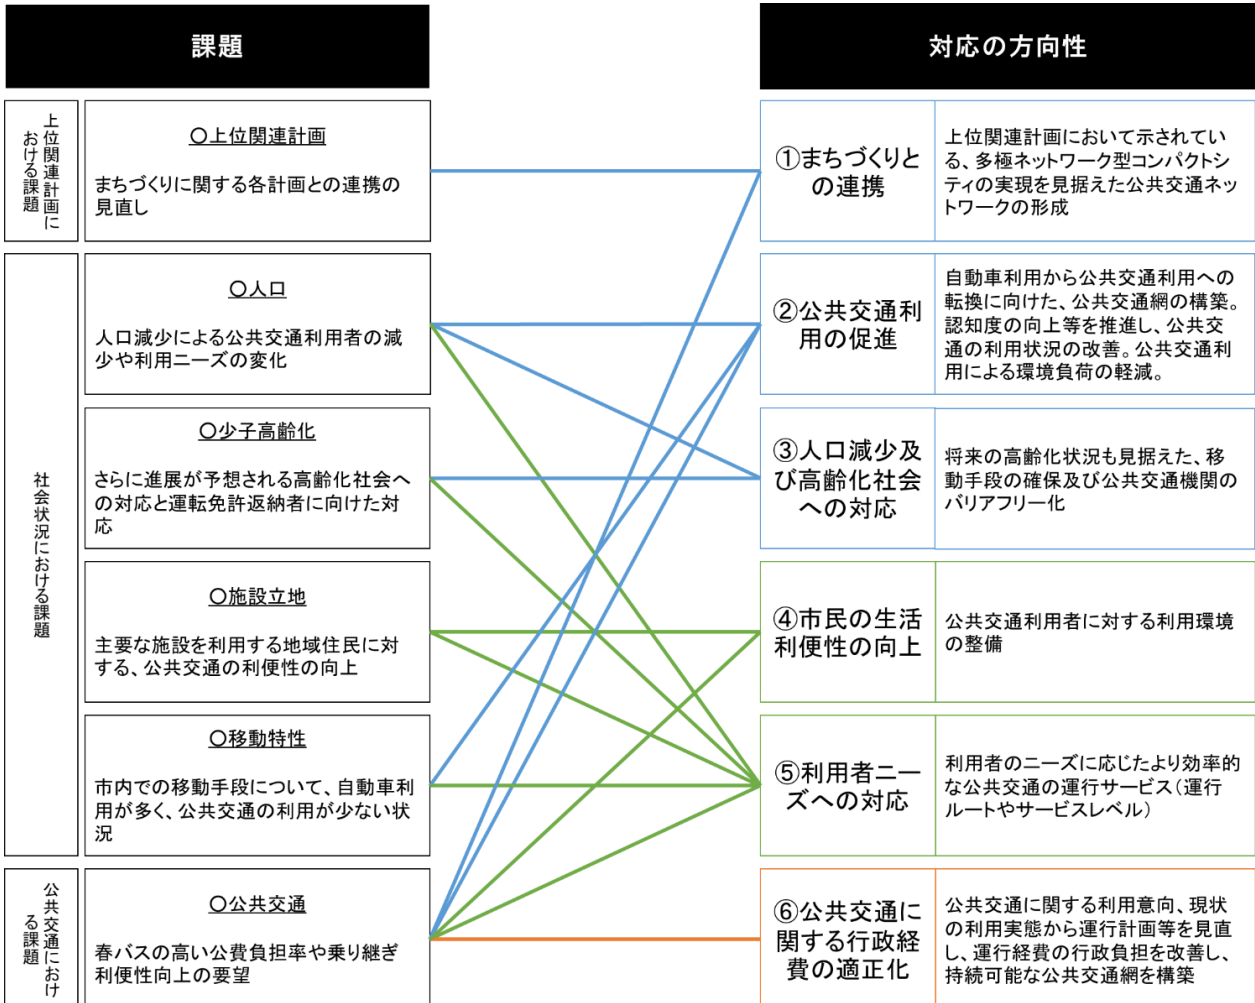 課題
対応の方向性
上位関連計画に
おける課題
〇上位関連計画
まちづくりに関する各計画との連携の
見直し
①まちづくりと
の連携
上位関連計画において示されてい
る、多極ネットワーク型コンパクトシ
ティの実現を見据えた公共交通ネッ
トワークの形成
社会状況における課題
〇人口
人口減少による公共交通利用者の減
少や利用ニーズの変化
②公共交通利
用の促進
自動車利用から公共交通利用への
転換に向けた、公共交通網の構築。
認知度の向上等を推進し、公共交
通の利用状況の改善。公共交通利
用による環境負荷の軽減。
〇少子高齢化
さらに進展が予想される高齢化社会へ
の対応と運転免許返納者に向けた対
応
③人口減少及
び高齢化社会
への対応
将来の高齢化状況も見据えた、移
動手段の確保及び公共交通機関の
バリアフリー化
〇施設立地
主要な施設を利用する地域住民に対
する、公共交通の利便性の向上
④市民の生活
利便性の向上
公共交通利用者に対する利用環境
の整備
〇移動特性
市内での移動手段について、自動車利
用が多く、公共交通の利用が少ない状
況
⑤利用者ニー
ズへの対応
利用者のニーズに応じたより効率的
な公共交通の運行サービス(運行
ルートやサービスレベル)
公共交通におけ
る課題
〇公共交通
春バスの高い公費負担率や乗り継ぎ
利便性向上の要望
⑥公共交通に
関する行政経
費の適正化
公共交通に関する利用意向、現状
の利用実態から運行計画等を見直
し、運行経費の行政負担を改善し、
持続可能な公共交通網を構築